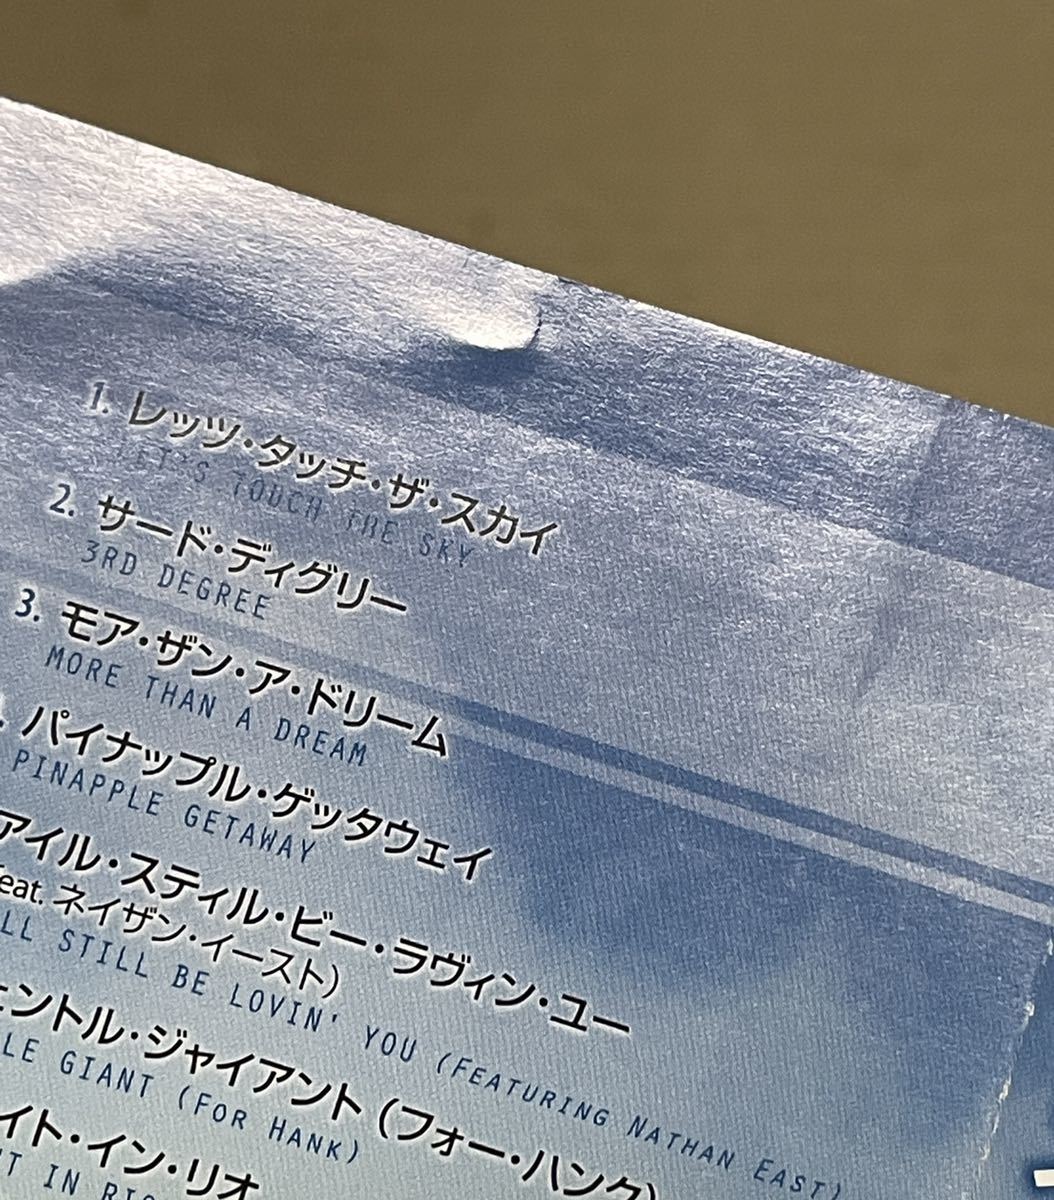 1. レッツ・タッチ・ザ・スカイ
LET'S TOUCH THE SKY
2. サード・ディグリー
3RD DEGREE
3. モア・ザン・ア・ドリーム
MORE THAN A DREAM
パイナップル・ゲッタウェイ
PINAPPLE GETAWAY
アイル・スティル・ビー・ラヴィン・ユー
feat. ネイザン・イースト)
LL STILL BE LOVIN' YOU (FEATURING NATHAN EAST)
ェントル・ジャイアント (フォー・ハンク)
LE GIANT (FOR HANK)
イト・イン・リオ
T IN RIO